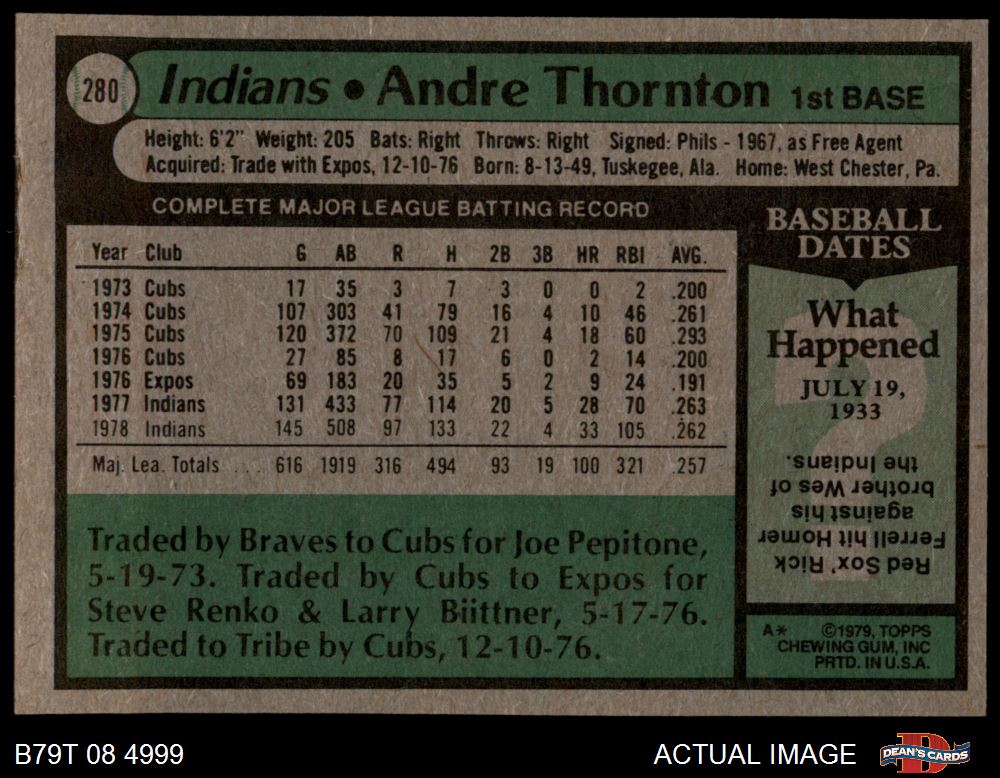 280 Indians • Andre Thornton 1st BASE
Height: 6'2" Weight: 205 Bats: Right Throws: Right Signed: Phils - 1967, as Free Agent
Acquired: Trade with Expos, 12-10-76 Born: 8-13-49, Tuskegee, Ala. Home: West Chester, Pa.
COMPLETE MAJOR LEAGUE BATTING RECORD
Year Club G AB R H 2B 3B HR RBI AVG.
1973 Cubs 17 35 3 7 3 0 0 2 .200
1974 Cubs 107 303 41 79 16 4 10 46 .261
1975 Cubs 120 372 70 109 21 4 18 60 .293
1976 Cubs 27 85 8 17 6 0 2 14 .200
1976 Expos 69 183 20 35 5 2 9 24 .191
1977 Indians 131 433 77 114 20 5 28 70 .263
1978 Indians 145 508 97 133 22 4 33 105 .262
Maj. Lea. Totals ... 616 1919 316 494 93 19 100 321 .257
Traded by Braves to Cubs for Joe Pepitone,
5-19-73. Traded by Cubs to Expos for
Steve Renko & Larry Biittner, 5-17-76.
Traded to Tribe by Cubs, 12-10-76.
BASEBALL
DATES
What
Happened
JULY 19,
1933
Red Sox' Rick
Ferrell hit Homer
against his
brother Wes of
the Indians.
A* ©1979, TOPPS
CHEWING GUM, INC
PRTD. IN U.S.A.
B79T 08 4999
ACTUAL IMAGE
DEAN'S CARDS